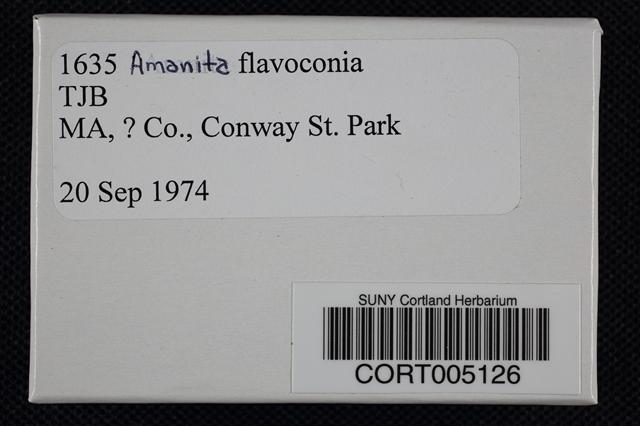 1635 Amanita flavoconia
TJB
MA, ? Co., Conway St. Park
20 Sep 1974
SUNY Cortland Herbarium
CORT005126